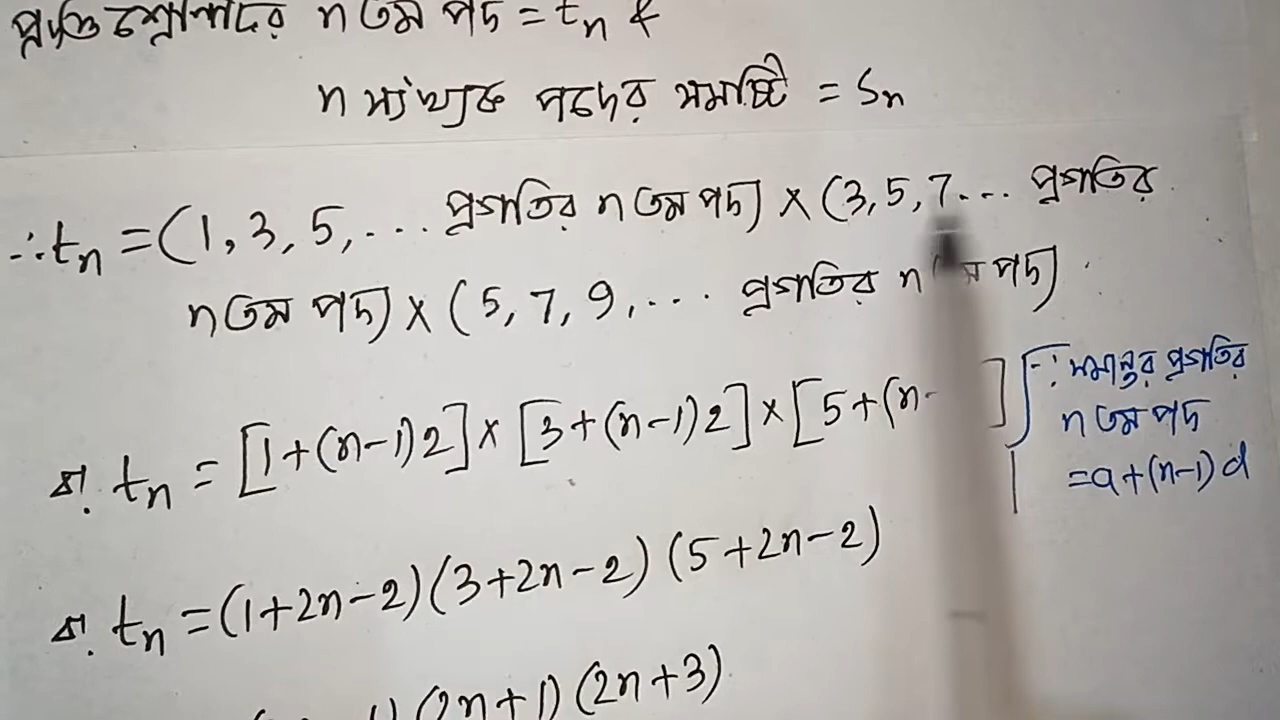 প্রদত্ত শ্রেণিদের n তম পদ = tn &
n সংখ্যক পদের সমষ্টি = Sn
∴ tn = (1, 3, 5, ... প্রগতির n তম পদ) × (3, 5, 7 ... প্রগতির
n তম পদ) × (5, 7, 9, ... প্রগতির n তম পদ)
বা, tn = [1+(n-1)2] × [3+(n-1)2] × [5+(n- ]
[∵ সমান্তর প্রগতির
n তম পদ
= a+(n-1)d
বা, tn = (1+2n-2)(3+2n-2)(5+2n-2)
(2n+1)(2n+3)